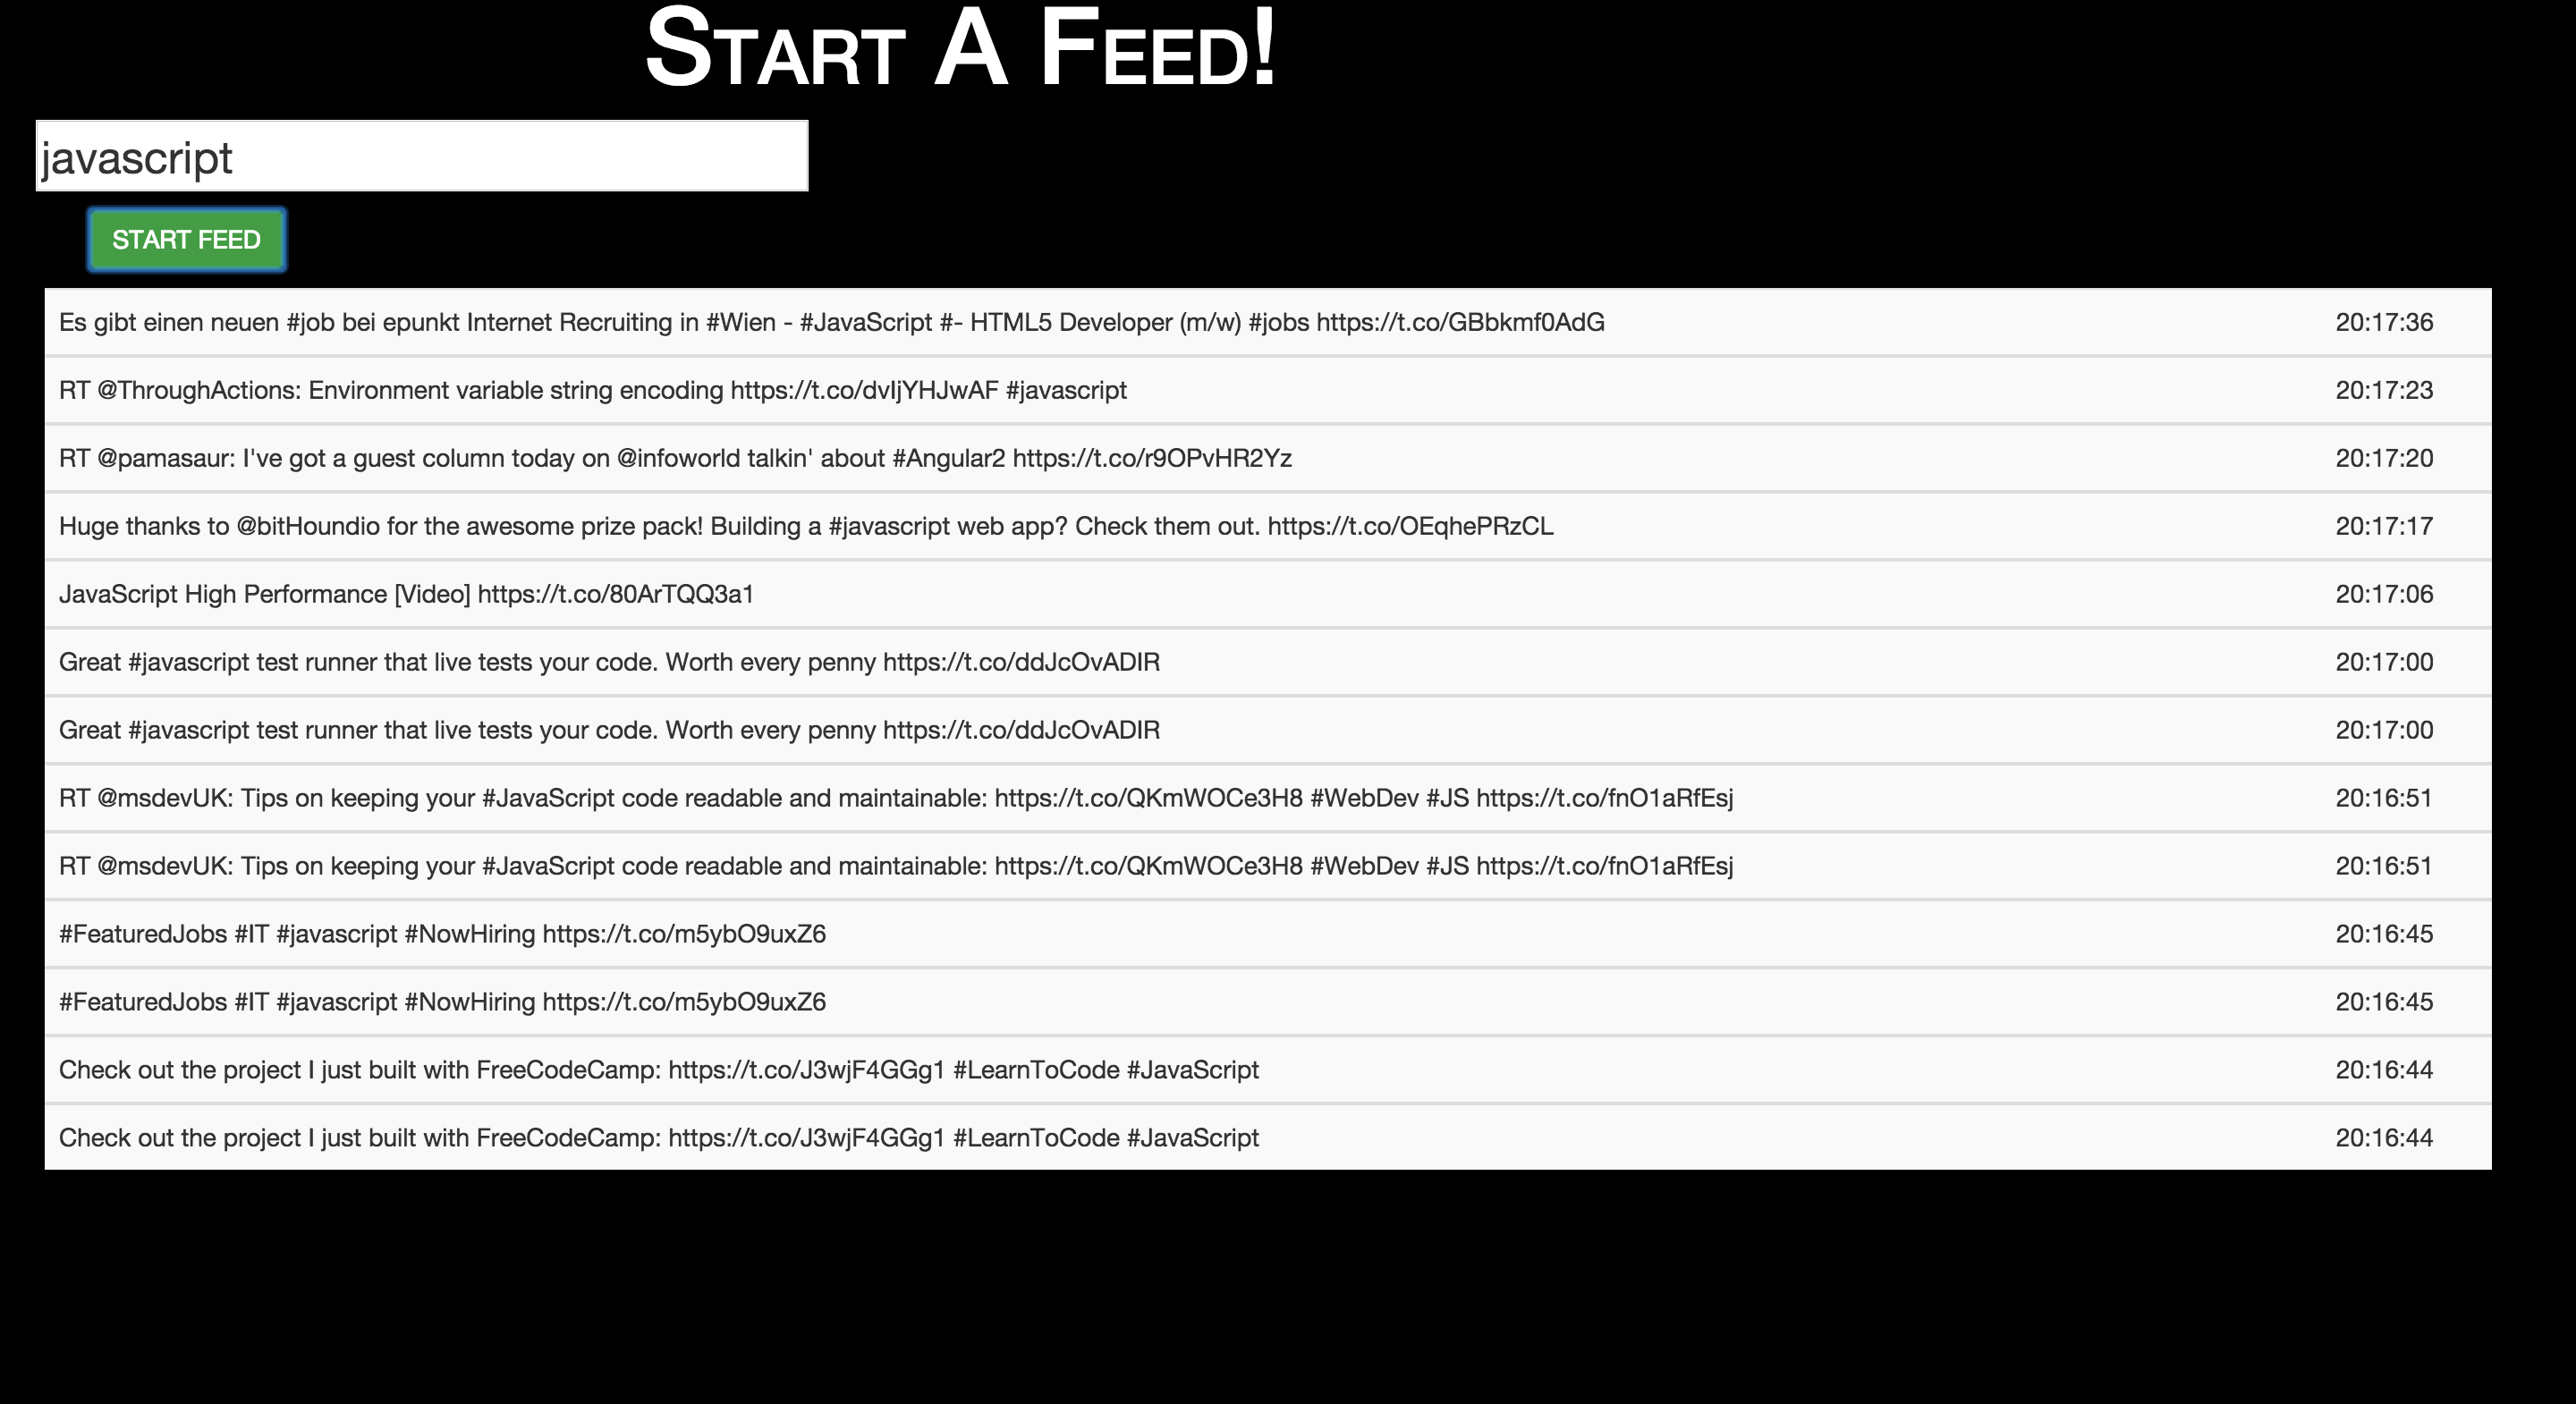 Start A Feed!
javascript
START FEED
Es gibt einen neuen #job bei epunkt Internet Recruiting in #Wien - #JavaScript #- HTML5 Developer (m/w) #jobs https://t.co/GBbkmf0AdG 20:17:36
RT @ThroughActions: Environment variable string encoding https://t.co/dvIjYHJwAF #javascript 20:17:23
RT @pamasaur: I've got a guest column today on @infoworld talkin' about #Angular2 https://t.co/r9OPvHR2Yz 20:17:20
Huge thanks to @bitHoundio for the awesome prize pack! Building a #javascript web app? Check them out. https://t.co/OEqhePRzCL 20:17:17
JavaScript High Performance [Video] https://t.co/80ArTQQ3a1 20:17:06
Great #javascript test runner that live tests your code. Worth every penny https://t.co/ddJcOvADIR 20:17:00
Great #javascript test runner that live tests your code. Worth every penny https://t.co/ddJcOvADIR 20:17:00
RT @msdevUK: Tips on keeping your #JavaScript code readable and maintainable: https://t.co/QKmWOCe3H8 #WebDev #JS https://t.co/fnO1aRfEsj 20:16:51
RT @msdevUK: Tips on keeping your #JavaScript code readable and maintainable: https://t.co/QKmWOCe3H8 #WebDev #JS https://t.co/fnO1aRfEsj 20:16:51
#FeaturedJobs #IT #javascript #NowHiring https://t.co/m5ybO9uxZ6 20:16:45
#FeaturedJobs #IT #javascript #NowHiring https://t.co/m5ybO9uxZ6 20:16:45
Check out the project I just built with FreeCodeCamp: https://t.co/J3wjF4GGg1 #LearnToCode #JavaScript 20:16:44
Check out the project I just built with FreeCodeCamp: https://t.co/J3wjF4GGg1 #LearnToCode #JavaScript 20:16:44